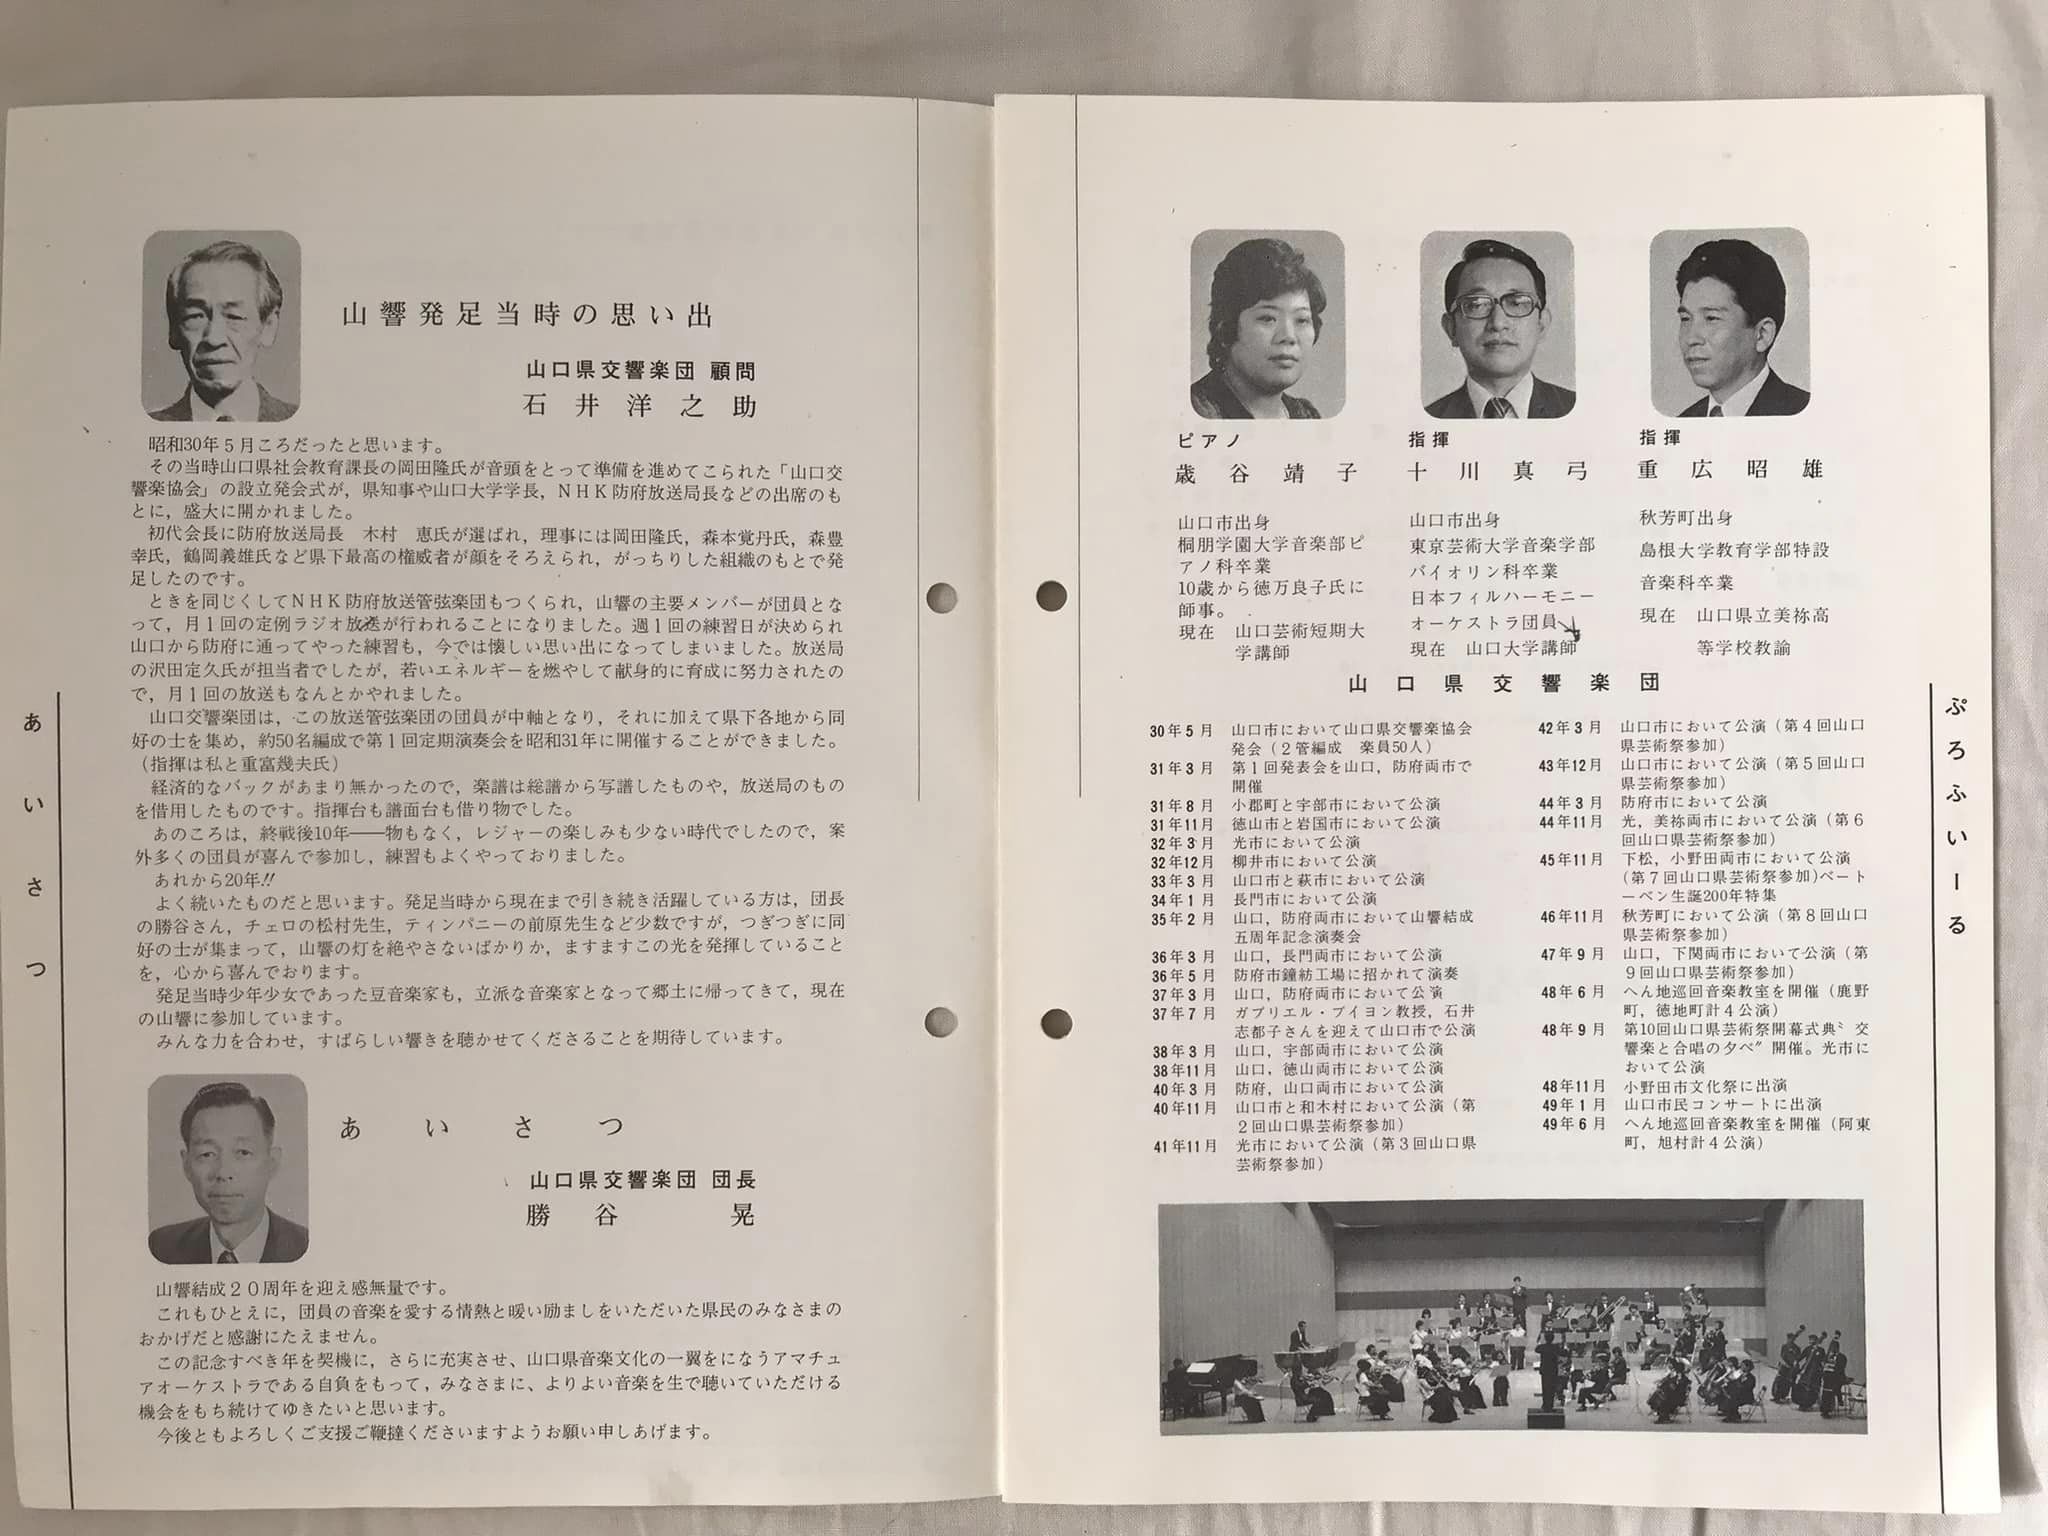 あいさつ
山響発足当時の思い出
山口県交響楽団 顧問
石井洋之助
昭和30年5月ころだったと思います。
その当時山口県社会教育課長の岡田隆氏が音頭をとって準備を進めてこられた「山口交
響楽協会」の設立発会式が，県知事や山口大学学長，NHK防府放送局長などの出席のも
とに，盛大に開かれました。
初代会長に防府放送局長　木村　恵氏が選ばれ，理事には岡田隆氏，森本覚丹氏，森豊
幸氏，鶴岡義雄氏など県下最高の権威者が顔をそろえられ，がっちりした組織のもとで発
足したのです。
ときを同じくしてNHK防府放送管弦楽団もつくられ，山響の主要メンバーが団員とな
って，月1回の定例ラジオ放送が行われることになりました。週1回の練習日が決められ
山口から防府に通ってやった練習も，今では懐しい思い出になってしまいました。放送局
の沢田定久氏が担当者でしたが，若いエネルギーを燃やして献身的に育成に努力されたの
で，月1回の放送もなんとかやれました。
山口交響楽団は，この放送管弦楽団の団員が中軸となり，それに加えて県下各地から同
好の士を集め，約50名編成で第1回定期演奏会を昭和31年に開催することができました。
（指揮は私と重富幾夫氏）
経済的なバックがあまり無かったので，楽譜は総譜から写譜したものや，放送局のもの
を借用したものです。指揮台も譜面台も借り物でした。
あのころは，終戦後10年――物もなく，レジャーの楽しみも少ない時代でしたので，案
外多くの団員が喜んで参加し，練習もよくやっておりました。
あれから20年!!
よく続いたものだと思います。発足当時から現在まで引き続き活躍している方は，団長
の勝谷さん，チェロの松村先生，ティンパニーの前原先生など少数ですが，つぎつぎに同
好の士が集まって，山響の灯を絶やさないばかりか，ますますこの光を発揮していること
を，心から喜んでおります。
発足当時少年少女であった豆音楽家も，立派な音楽家となって郷土に帰ってきて，現在
の山響に参加しています。
みんな力を合わせ，すばらしい響きを聴かせてくださることを期待しています。
あいさつ
山口県交響楽団 団長
勝谷　晃
山響結成20周年を迎え感無量です。
これもひとえに，団員の音楽を愛する情熱と暖い励ましをいただいた県民のみなさまの
おかげだと感謝にたえません。
この記念すべき年を契機に，さらに充実させ、山口県音楽文化の一翼をになうアマチュ
アオーケストラである自負をもって，みなさまに、よりよい音楽を生で聴いていただける
機会をもち続けてゆきたいと思います。
今後ともよろしくご支援ご鞭撻くださいますようお願い申しあげます。
ぷろふぃーる
ピアノ
歳谷靖子
山口市出身
桐朋学園大学音楽部ピ
アノ科卒業
10歳から徳万良子氏に
師事。
現在　山口芸術短期大
学講師
指揮
十川真弓
山口市出身
東京芸術大学音楽学部
バイオリン科卒業
日本フィルハーモニー
オーケストラ団員
現在　山口大学講師
指揮
重広昭雄
秋芳町出身
島根大学教育学部特設
音楽科卒業
現在　山口県立美祢高
等学校教諭
山口県交響楽団
30年5月　山口市において山口県交響楽協会
発会（2管編成　楽員50人）
31年3月　第1回発表会を山口，防府両市で
開催
31年8月　小郡町と宇部市において公演
31年11月　徳山市と岩国市において公演
32年3月　光市において公演
32年12月　柳井市において公演
33年3月　山口市と萩市において公演
34年1月　長門市において公演
35年2月　山口，防府両市において山響結成
五周年記念演奏会
36年3月　山口，長門両市において公演
36年5月　防府市鐘紡工場に招かれて演奏
37年3月　山口，防府両市において公演
37年7月　ガブリエル・ブイヨン教授，石井
志都子さんを迎えて山口市で公演
38年3月　山口，宇部両市において公演
38年11月　山口，徳山両市において公演
40年3月　防府，山口両市において公演
40年11月　山口市と和木村において公演（第
2回山口県芸術祭参加）
41年11月　光市において公演（第3回山口県
芸術祭参加）
42年3月　山口市において公演（第4回山口
県芸術祭参加）
43年12月　山口市において公演（第5回山口
県芸術祭参加）
44年3月　防府市において公演
44年11月　光，美祢両市において公演（第6
回山口県芸術祭参加）
45年11月　下松，小野田両市において公演
（第7回山口県芸術祭参加）ベート
ーベン生誕200年特集
46年11月　秋芳町において公演（第8回山口
県芸術祭参加）
47年9月　山口，下関両市において公演（第
9回山口県芸術祭参加）
48年6月　へん地巡回音楽教室を開催（鹿野
町，徳地町計4公演）
48年9月　第10回山口県芸術祭開幕式典〝交
響楽と合唱の夕べ〟開催。光市に
おいて公演
48年11月　小野田市文化祭に出演
49年1月　山口市民コンサートに出演
49年6月　へん地巡回音楽教室を開催（阿東
町，旭村計4公演）